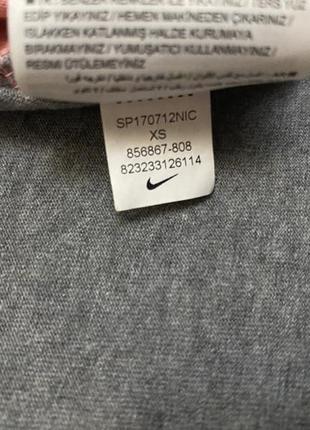 EDİP YIKAYINIZ / HEMEN MAKİNEDEN ÇIKARINIZ /
ISLAKKEN KATLANMIŞ HALDE KURUMAYA
BIRAKMAYINIZ / YUMUŞATICI KULLANMAYINIZ /
RESMİ ÜTÜLEMEYİNİZ
SP170712NIC
XS
856867-808
823233126114